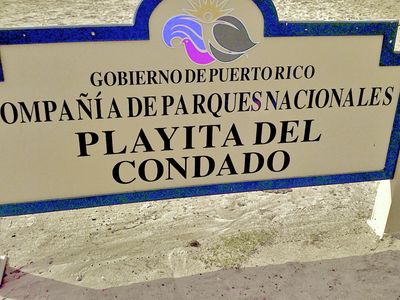 GOBIERNO DE PUERTO RICO
OMPAÑÍA DE PARQUES NACIONALES
PLAYITA DEL
CONDADO